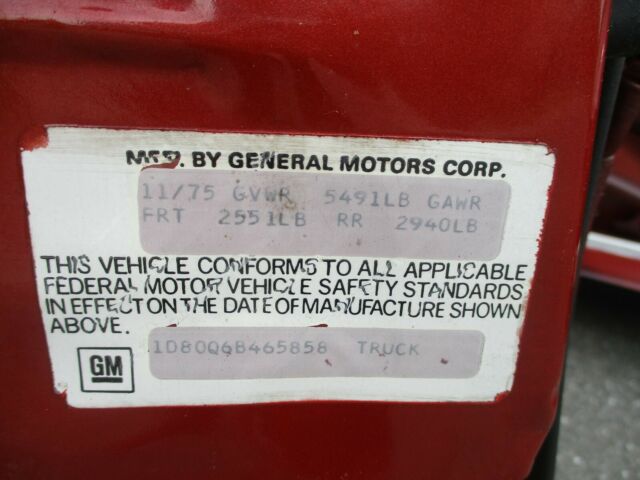 MFD. BY GENERAL MOTORS CORP.
11/75 GVWR 5491LB GAWR
FRT 2551LB RR 2940LB
THIS VEHICLE CONFORMS TO ALL APPLICABLE
FEDERAL MOTOR VEHICLE SAFETY STANDARDS
IN EFFECT ON THE DATE OF MANUFACTURE SHOWN
ABOVE.
1D80Q6B465858 TRUCK
GM